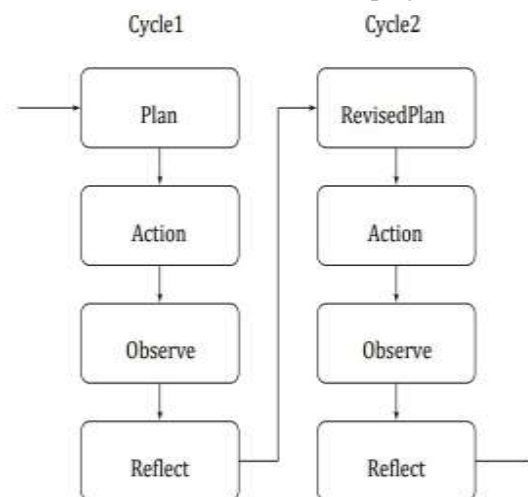 Cycle1
Cycle2
Plan
RevisedPlan
Action
Action
Observe
Observe
Reflect
Reflect